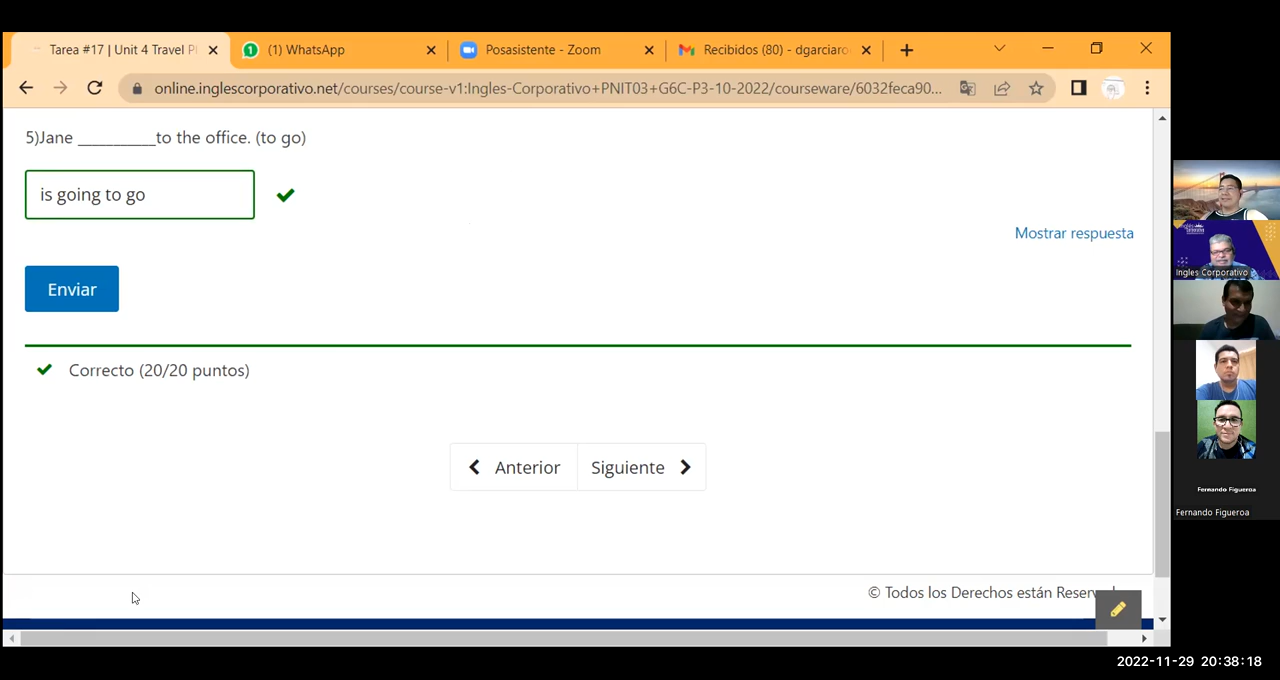 Tarea #17 | Unit 4 Travel Pl
(1) WhatsApp
Posasistente - Zoom
Recibidos (80) - dgarciaro
online.inglescorporativo.net/courses/course-v1:Ingles-Corporativo+PNIT03+G6C-P3-10-2022/courseware/6032feca90...
5)Jane ___________to the office. (to go)
is going to go
Mostrar respuesta
Enviar
Correcto (20/20 puntos)
Anterior
Siguiente
© Todos los Derechos están Reserv
Ingles Corporativo
Fernando Figueroa
Fernando Figueroa
2022-11-29 20:38:18